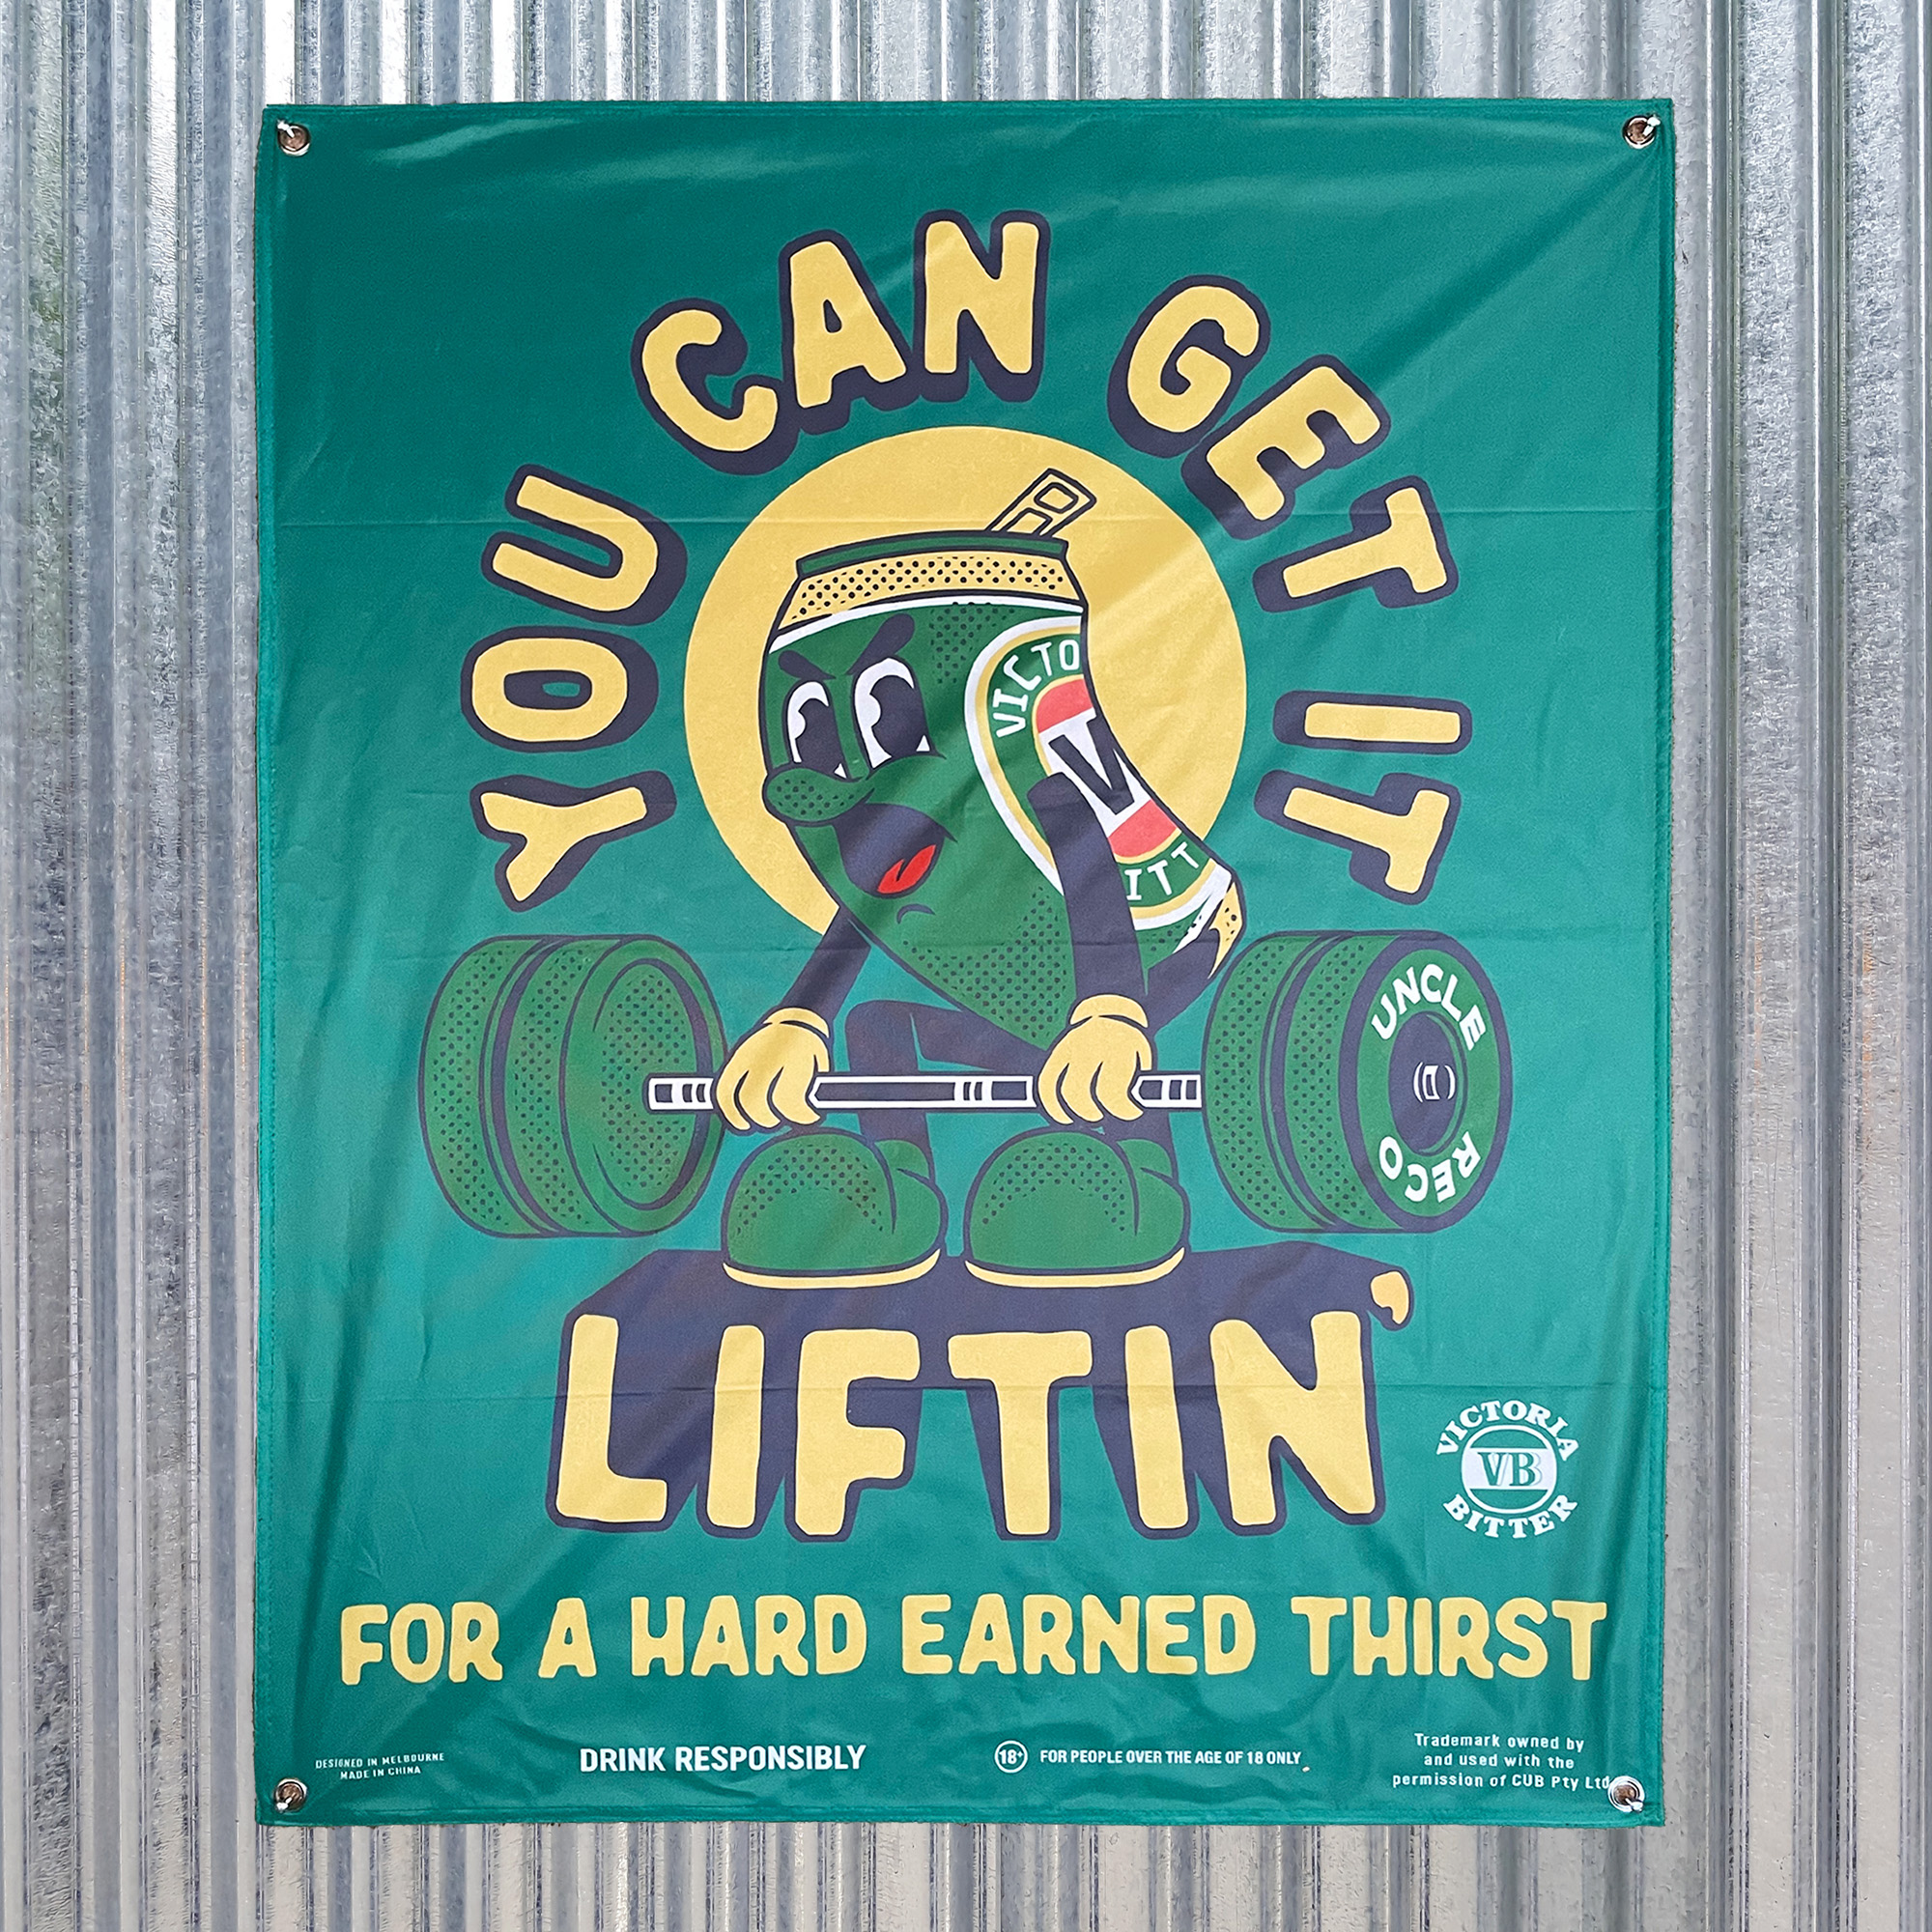 YOU CAN GET IT
VICTO
V
ITT
UNCLE
RECO
LIFTIN'
VICTORIA
VB
BITTER
FOR A HARD EARNED THIRST
DESIGNED IN MELBOURNE
MADE IN CHINA
DRINK RESPONSIBLY
18+ FOR PEOPLE OVER THE AGE OF 18 ONLY
Trademark owned by
and used with the
permission of CUB Pty Ltd